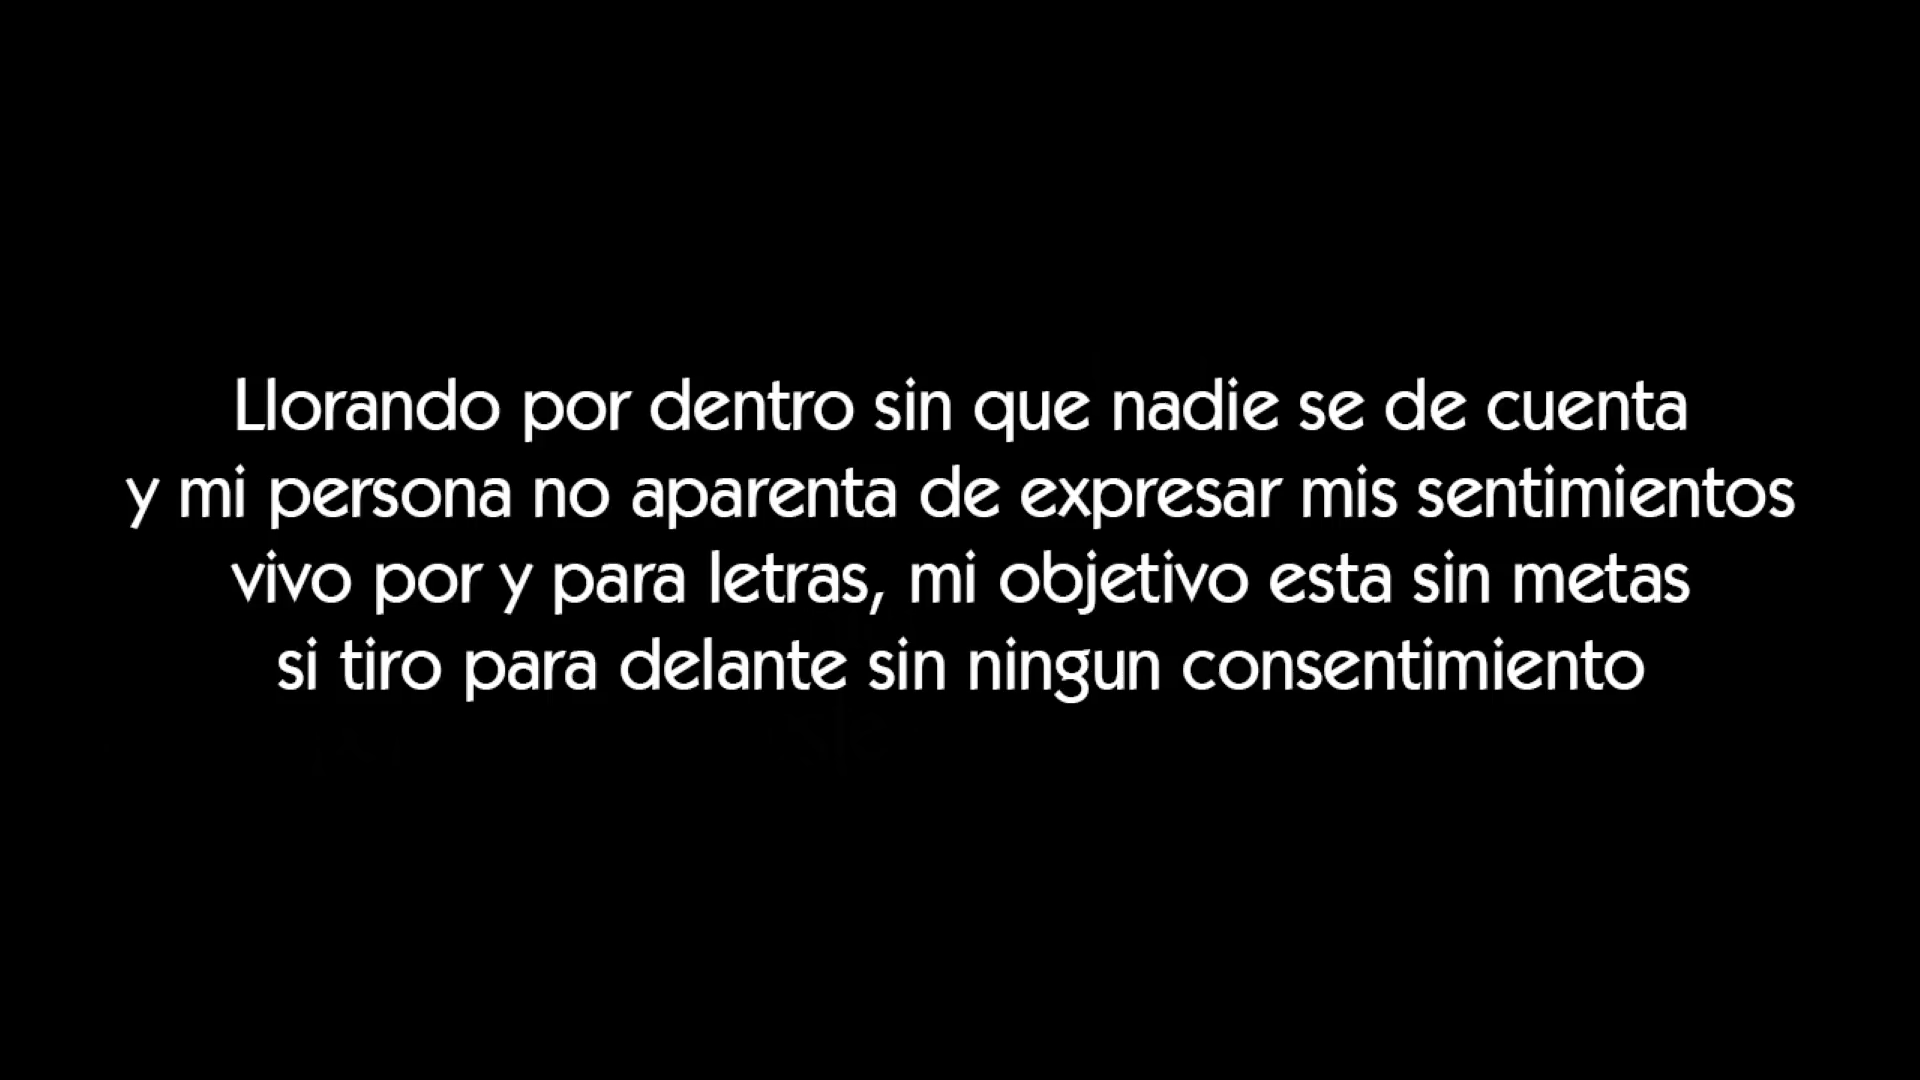 Llorando por dentro sin que nadie se de cuenta
y mi persona no aparenta de expresar mis sentimientos
vivo por y para letras, mi objetivo esta sin metas
si tiro para delante sin ningun consentimiento